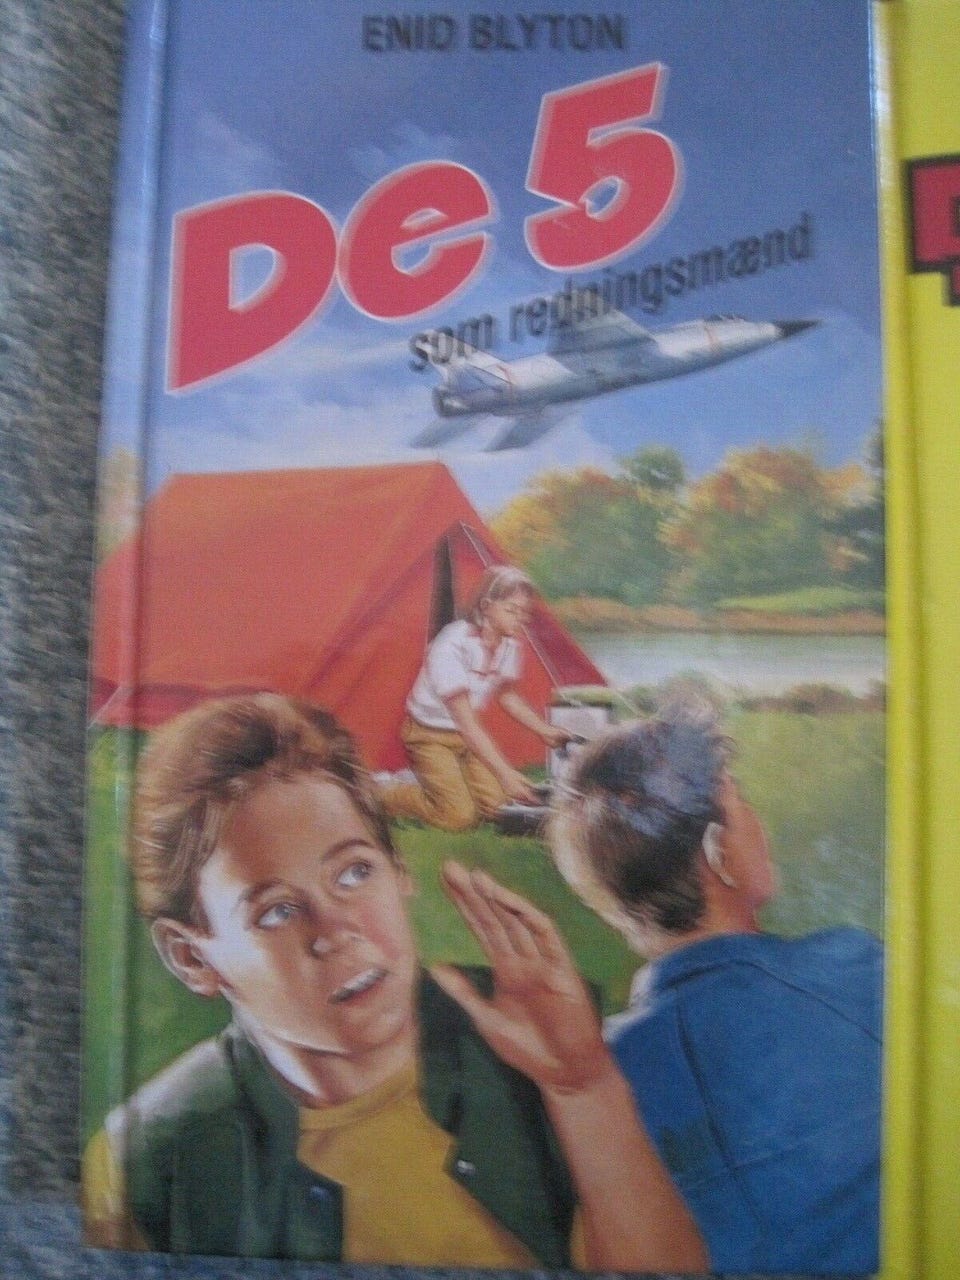 ENID BLYTON
De 5
som redningsmænd